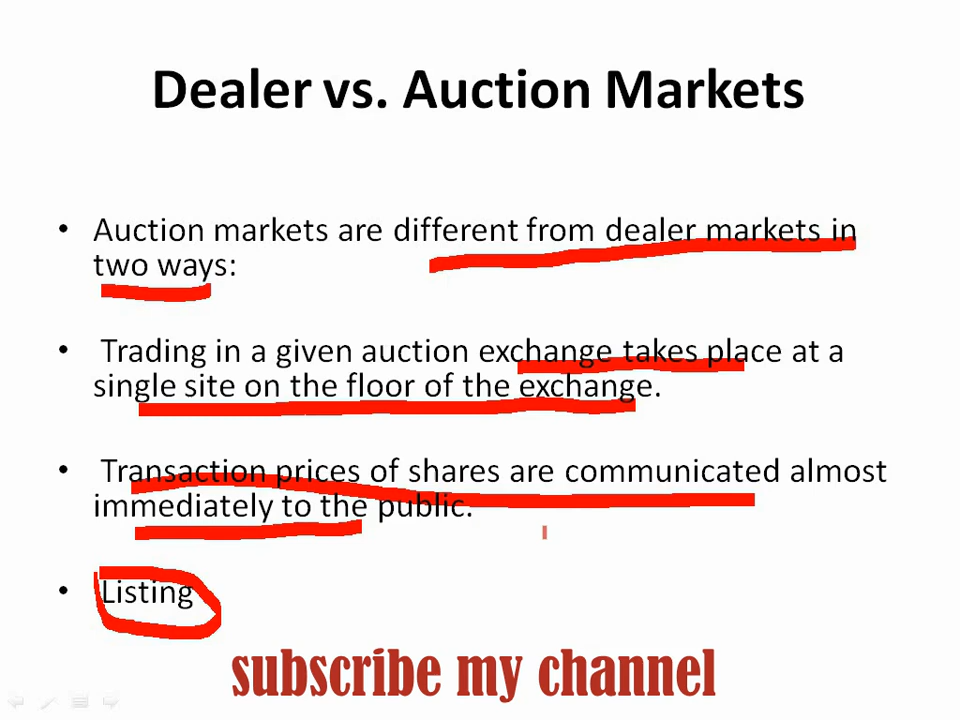 Dealer vs. Auction Markets
• Auction markets are different from dealer markets in
two ways:
• Trading in a given auction exchange takes place at a
single site on the floor of the exchange.
• Transaction prices of shares are communicated almost
immediately to the public.
• Listing
subscribe my channel